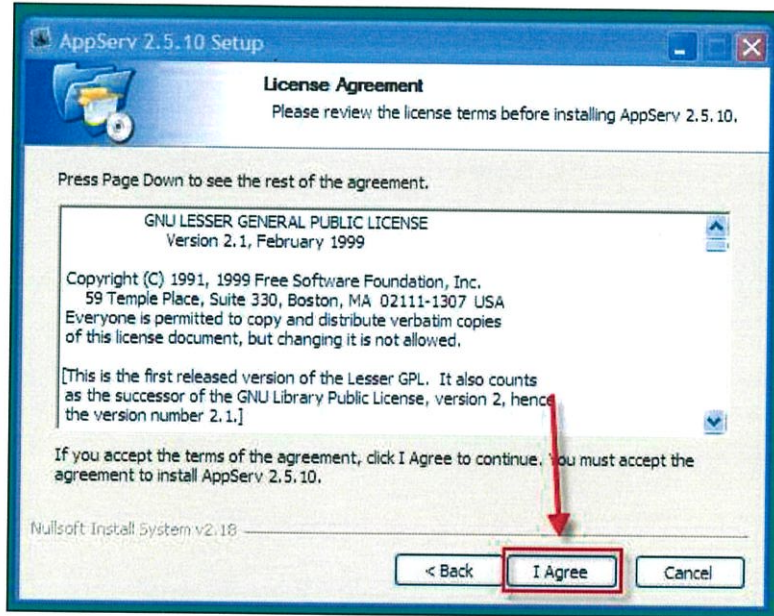 AppServ 2.5.10 Setup
License Agreement
Please review the license terms before installing AppServ 2.5.10.
Press Page Down to see the rest of the agreement.
GNU LESSER GENERAL PUBLIC LICENSE
Version 2.1, February 1999
Copyright (C) 1991, 1999 Free Software Foundation, Inc.
59 Temple Place, Suite 330, Boston, MA 02111-1307 USA
Everyone is permitted to copy and distribute verbatim copies
of this license document, but changing it is not allowed.
[This is the first released version of the Lesser GPL. It also counts
as the successor of the GNU Library Public License, version 2, hence
the version number 2.1.]
If you accept the terms of the agreement, click I Agree to continue. You must accept the
agreement to install AppServ 2.5.10.
Nullsoft Install System v2.18
< Back
I Agree
Cancel